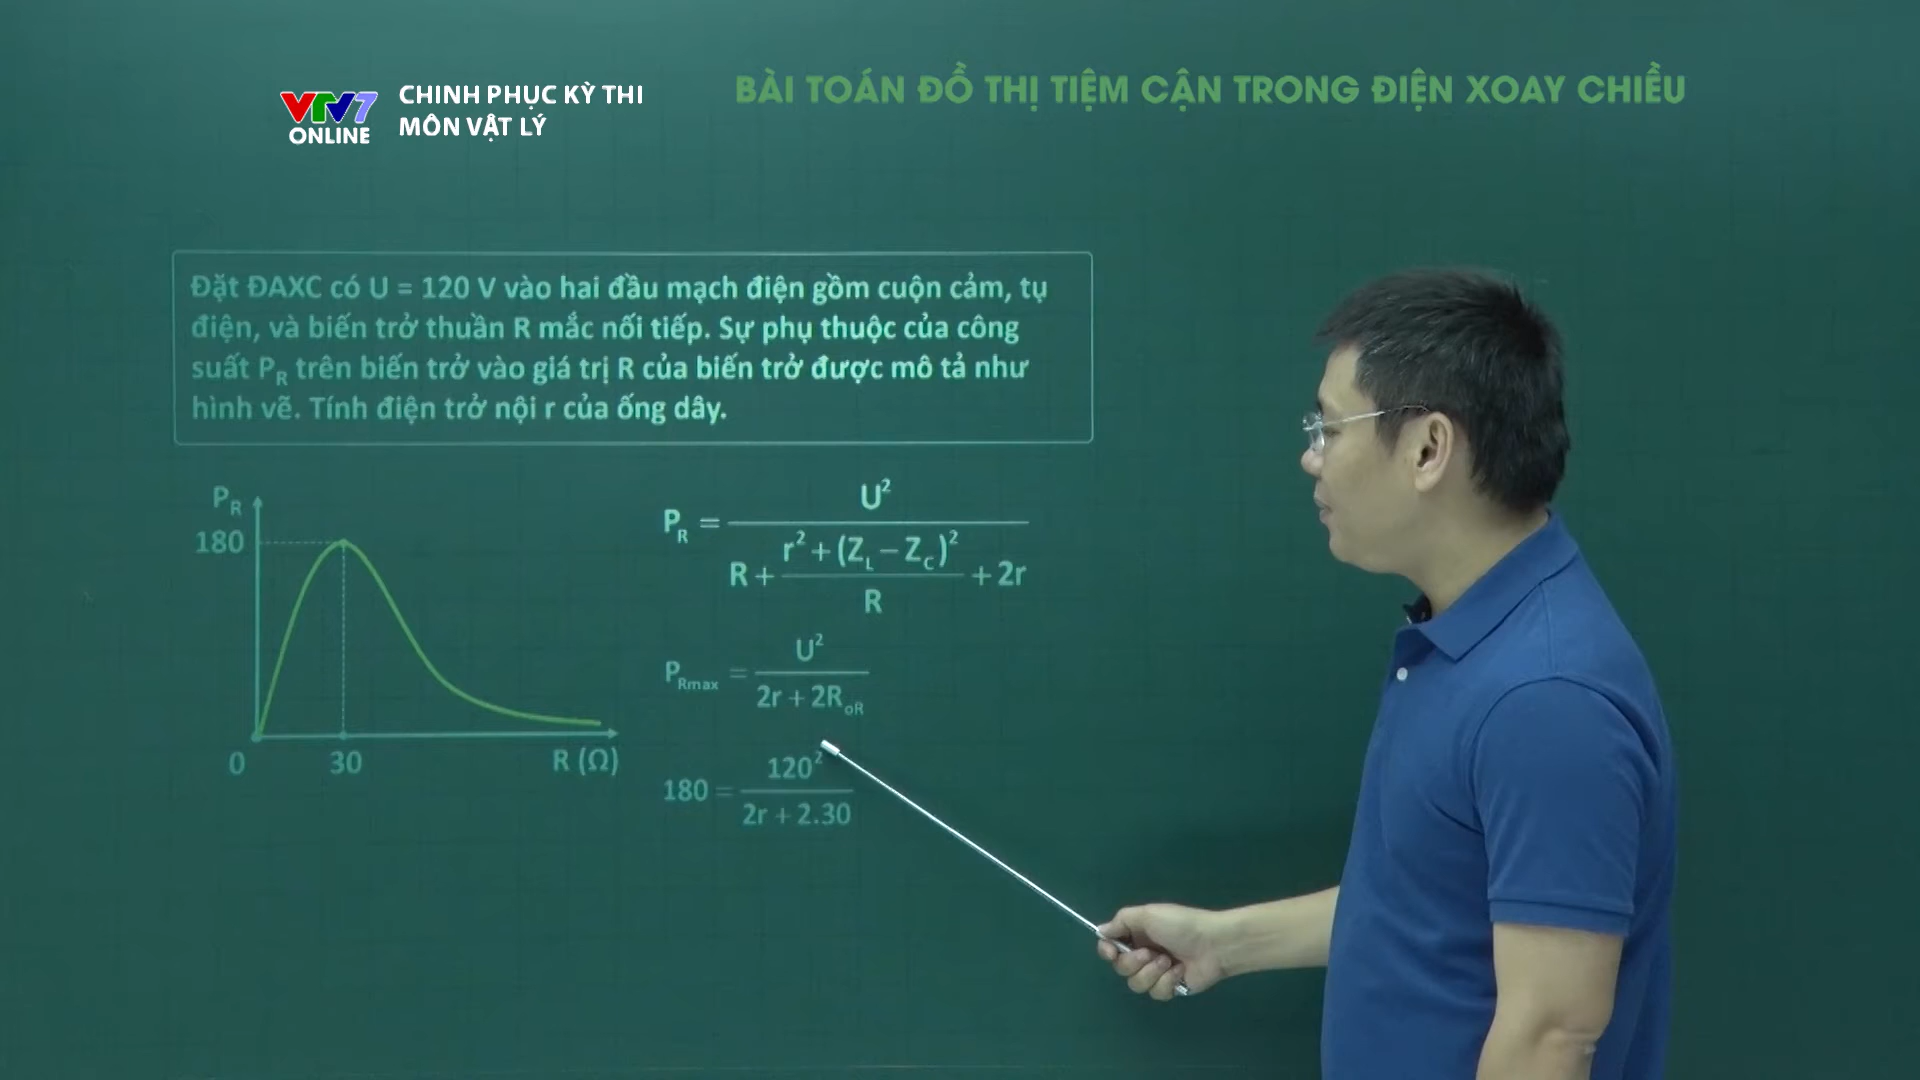 VTV7
ONLINE
CHINH PHỤC KỲ THI
MÔN VẬT LÝ
BÀI TOÁN ĐỒ THỊ TIỆM CẬN TRONG ĐIỆN XOAY CHIỀU
Đặt ĐAXC có U = 120 V vào hai đầu mạch điện gồm cuộn cảm, tụ
điện, và biến trở thuần R mắc nối tiếp. Sự phụ thuộc của công
suất P_R trên biến trở vào giá trị R của biến trở được mô tả như
hình vẽ. Tính điện trở nội r của ống dây.
P_R
180
0
30
R (Ω)
P_R = U² / (R + (r² + (Z_L − Z_C)²) / R + 2r)
P_Rmax = U² / (2r + 2R_oR)
180 = 120² / (2r + 2.30)